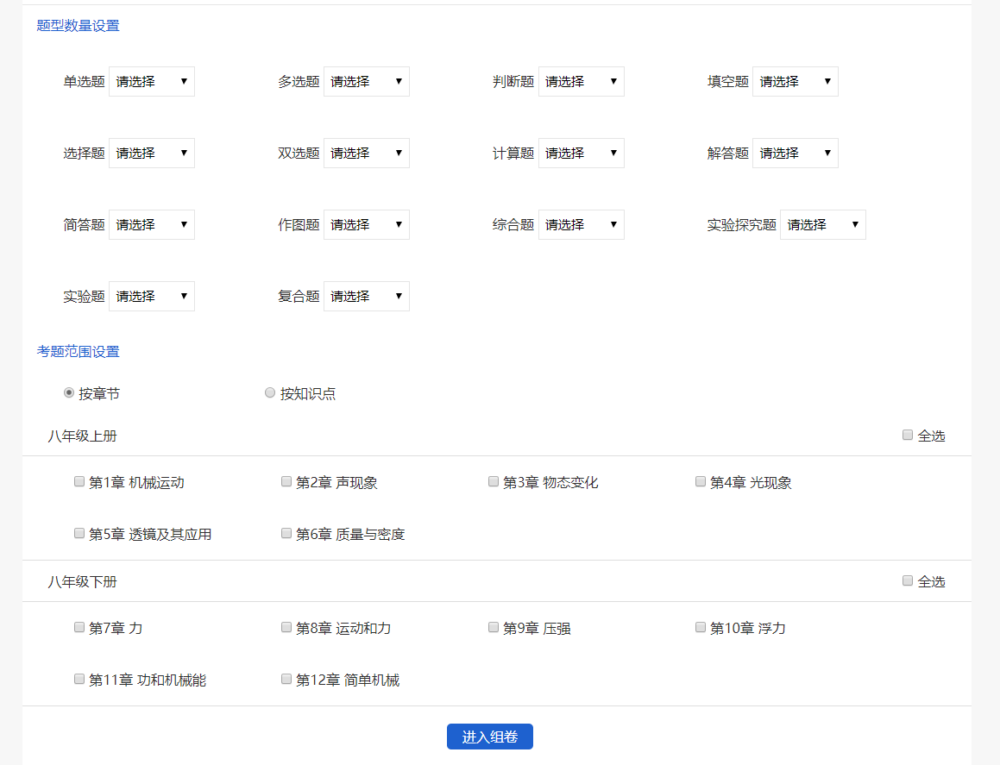 题型数量设置
单选题 请选择 多选题 请选择 判断题 请选择 填空题 请选择
选择题 请选择 双选题 请选择 计算题 请选择 解答题 请选择
简答题 请选择 作图题 请选择 综合题 请选择 实验探究题 请选择
实验题 请选择 复合题 请选择
考题范围设置
按章节 按知识点
八年级上册 全选
第1章 机械运动 第2章 声现象 第3章 物态变化 第4章 光现象
第5章 透镜及其应用 第6章 质量与密度
八年级下册 全选
第7章 力 第8章 运动和力 第9章 压强 第10章 浮力
第11章 功和机械能 第12章 简单机械
进入组卷